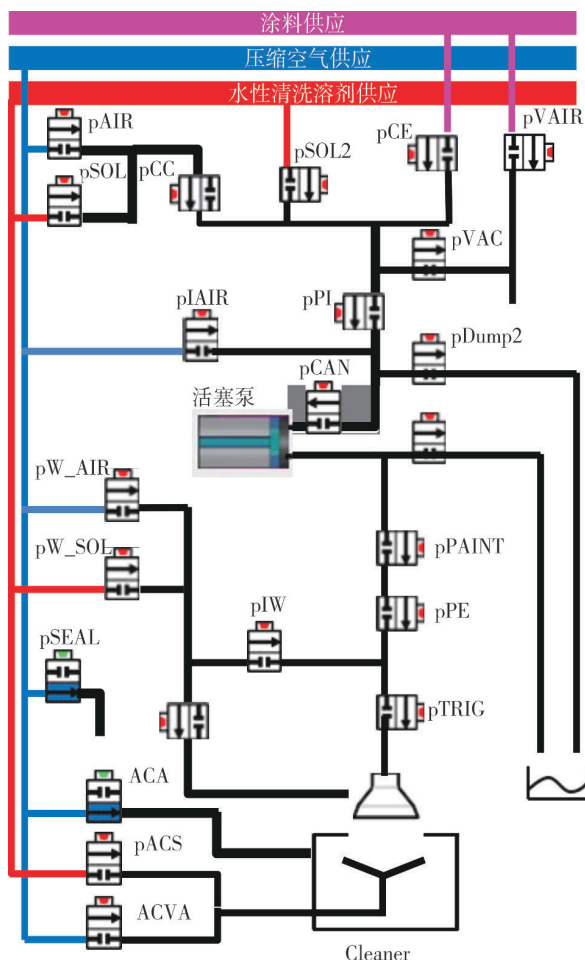 涂料供应
压缩空气供应
水性清洗溶剂供应
pAIR
pVAIR
pCE
pSOL2
pSOL
pCC
pVAC
pIAIR
pPI
pDump2
pCAN
活塞泵
pW_AIR
pW_SOL
pPAINT
pIW
pPE
pSEAL
pTRIG
ACA
pACS
ACVA
Cleaner